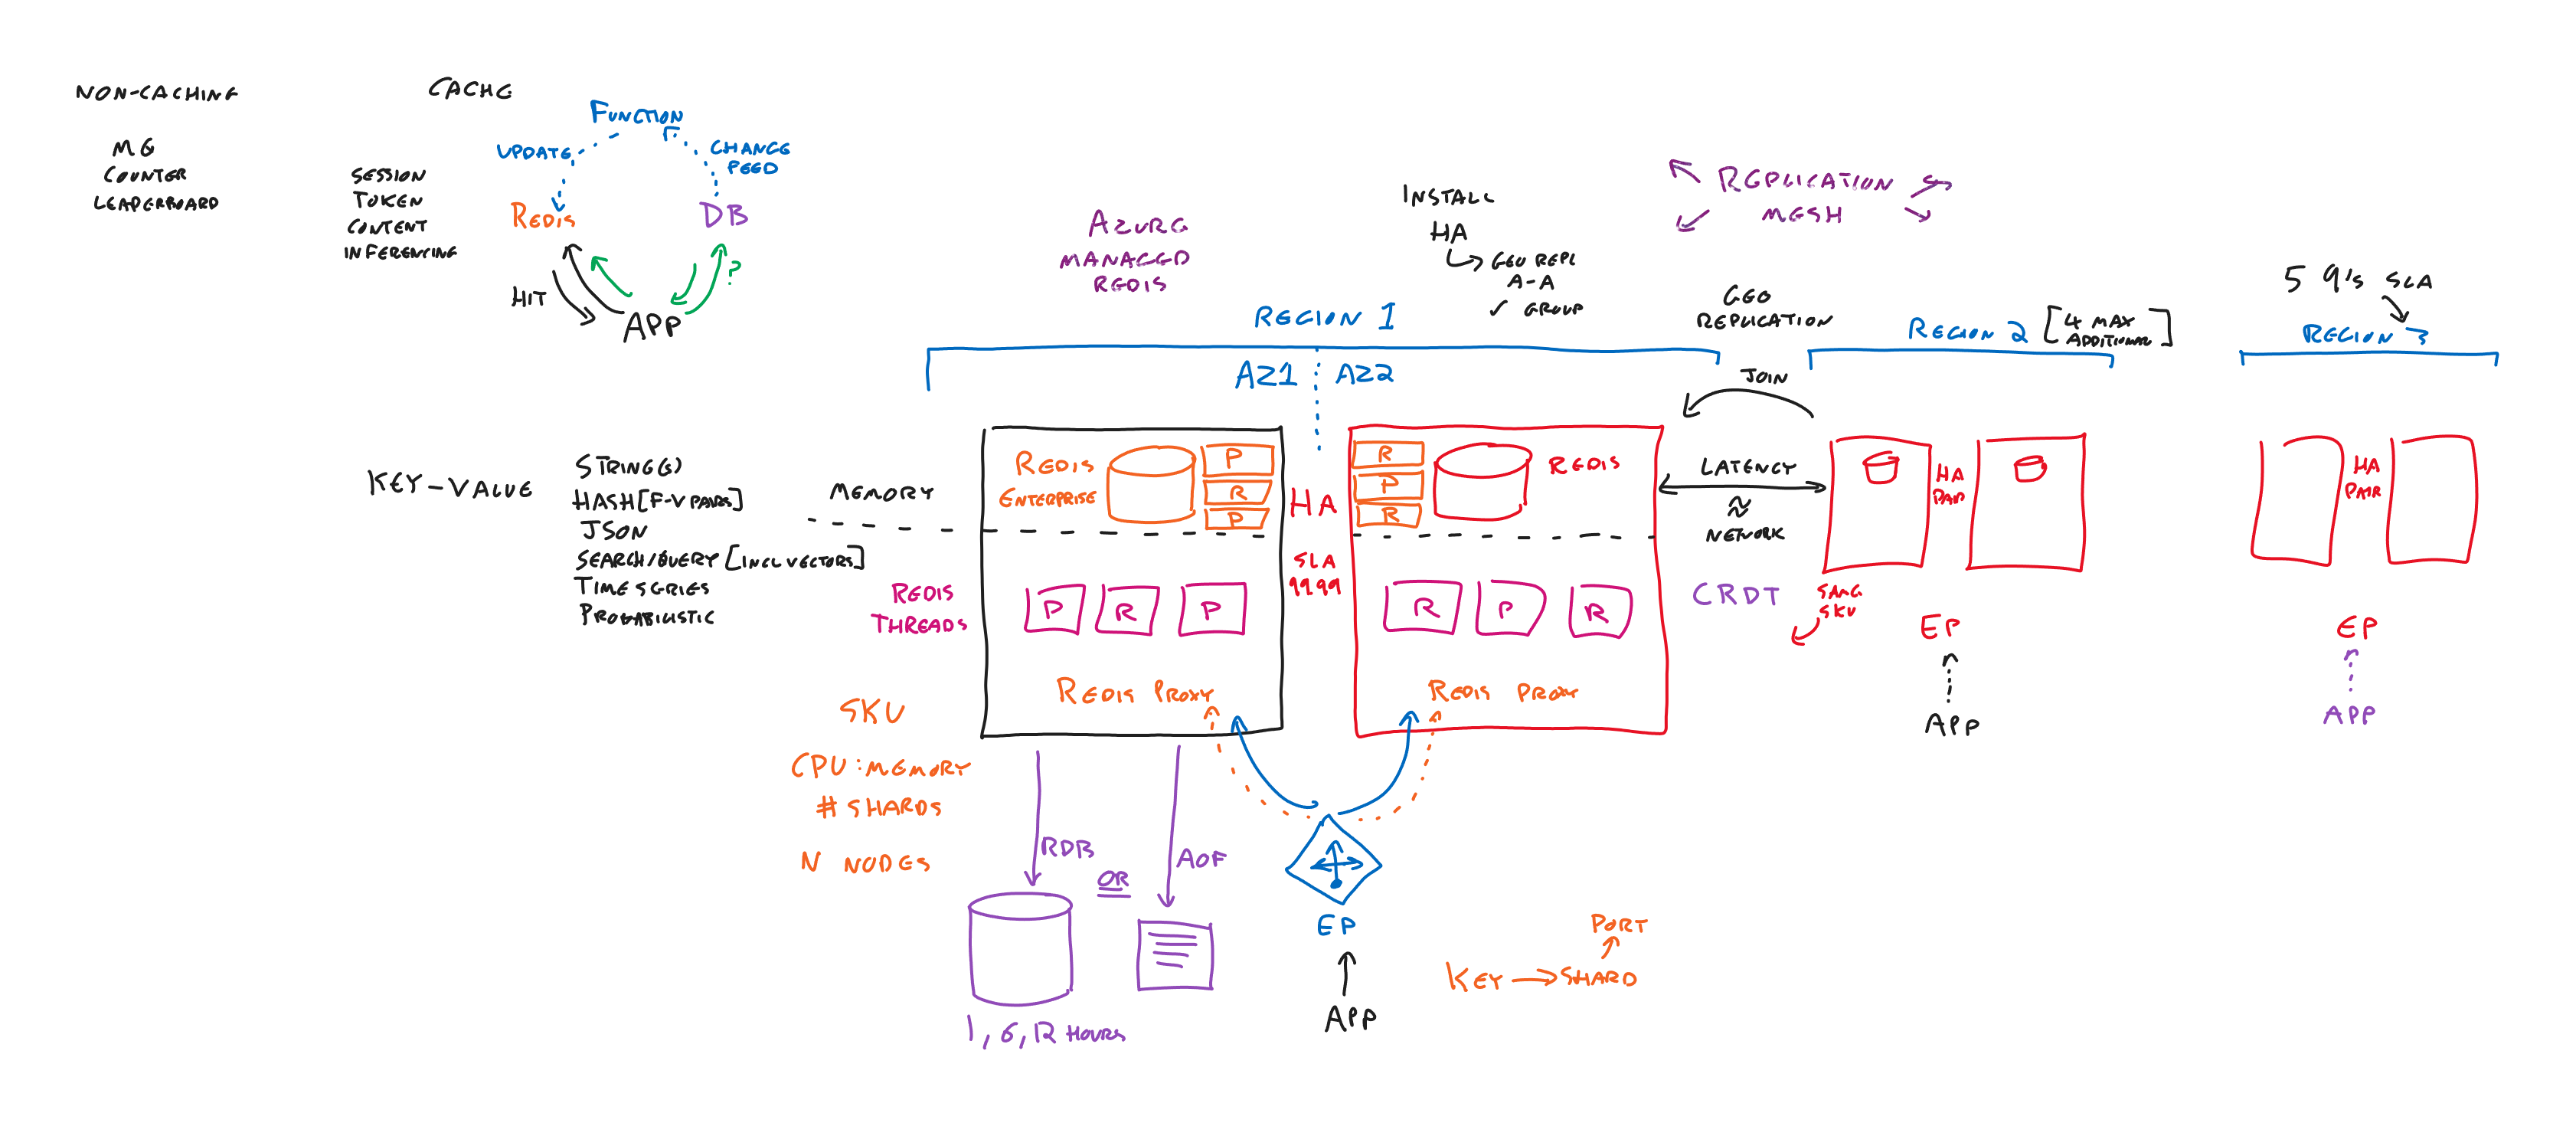 NON-CACHING
MQ
COUNTER
LEADERBOARD
CACHE
SESSION
TOKEN
CONTENT
INFERENCING
FUNCTION
UPDATE
CHANGE
FEED
REDIS
DB
?
HIT
APP
AZURE
MANAGED
REDIS
INSTALL
HA
GEO REPL
A-A
✓ GROUP
REPLICATION
MESH
REGION 1
AZ1
AZ2
GEO
REPLICATION
JOIN
REGION 2
[4 MAX
ADDITIONAL]
5 9's SLA
REGION 3
KEY-VALUE
STRING(S)
HASH [F-V PAIRS]
JSON
SEARCH/QUERY [INCL VECTORS]
TIME SERIES
PROBABILISTIC
MEMORY
REDIS
ENTERPRISE
P
R
P
HA
SLA
99.99
R
P
R
REDIS
LATENCY
≈
NETWORK
CRDT
HA
PAIR
SAME
SKU
HA
PAIR
REDIS
THREADS
P
R
P
R
P
R
REDIS PROXY
REDIS PROXY
EP
APP
EP
APP
SKU
CPU:MEMORY
# SHARDS
N NODES
RDB
OR
AOF
1, 6, 12 HOURS
EP
APP
PORT
KEY → SHARD